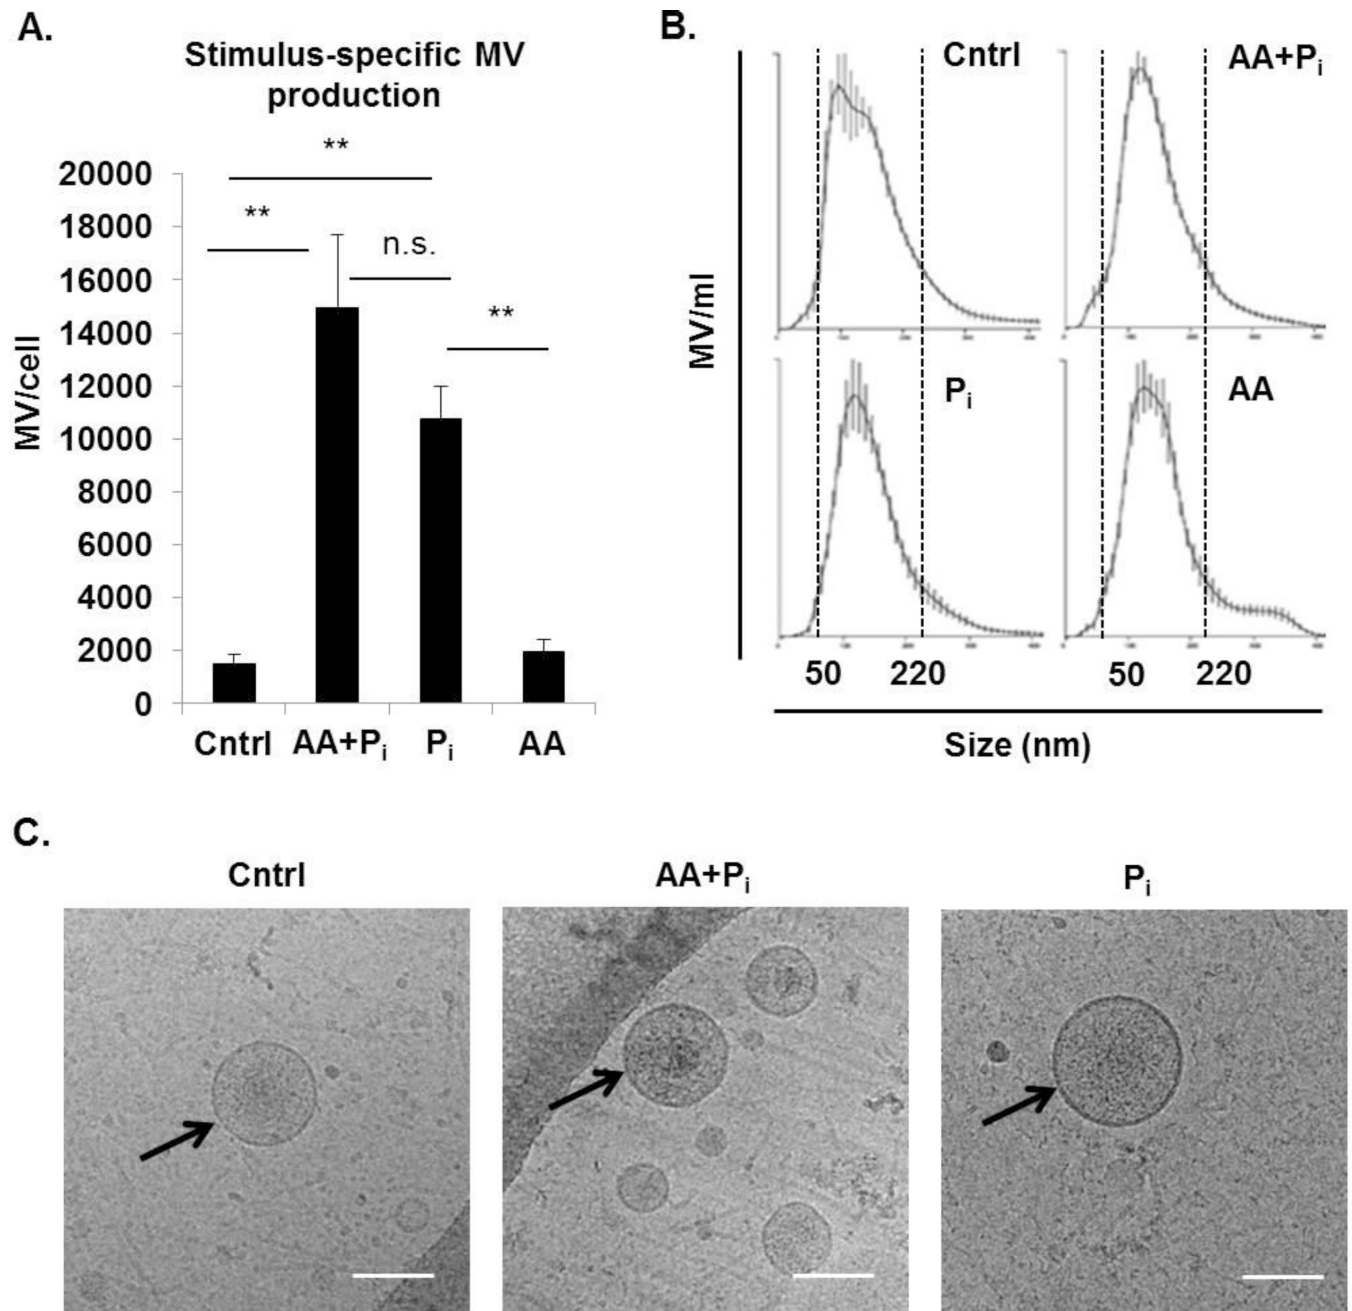 A.
Stimulus-specific MV
production
**
**
n.s.
**
20000
18000
16000
14000
12000
10000
8000
6000
4000
2000
0
MV/cell
Cntrl AA+Pi Pi AA
B.
Cntrl AA+Pi
Pi AA
MV/ml
50 220 50 220
Size (nm)
C.
Cntrl AA+Pi Pi